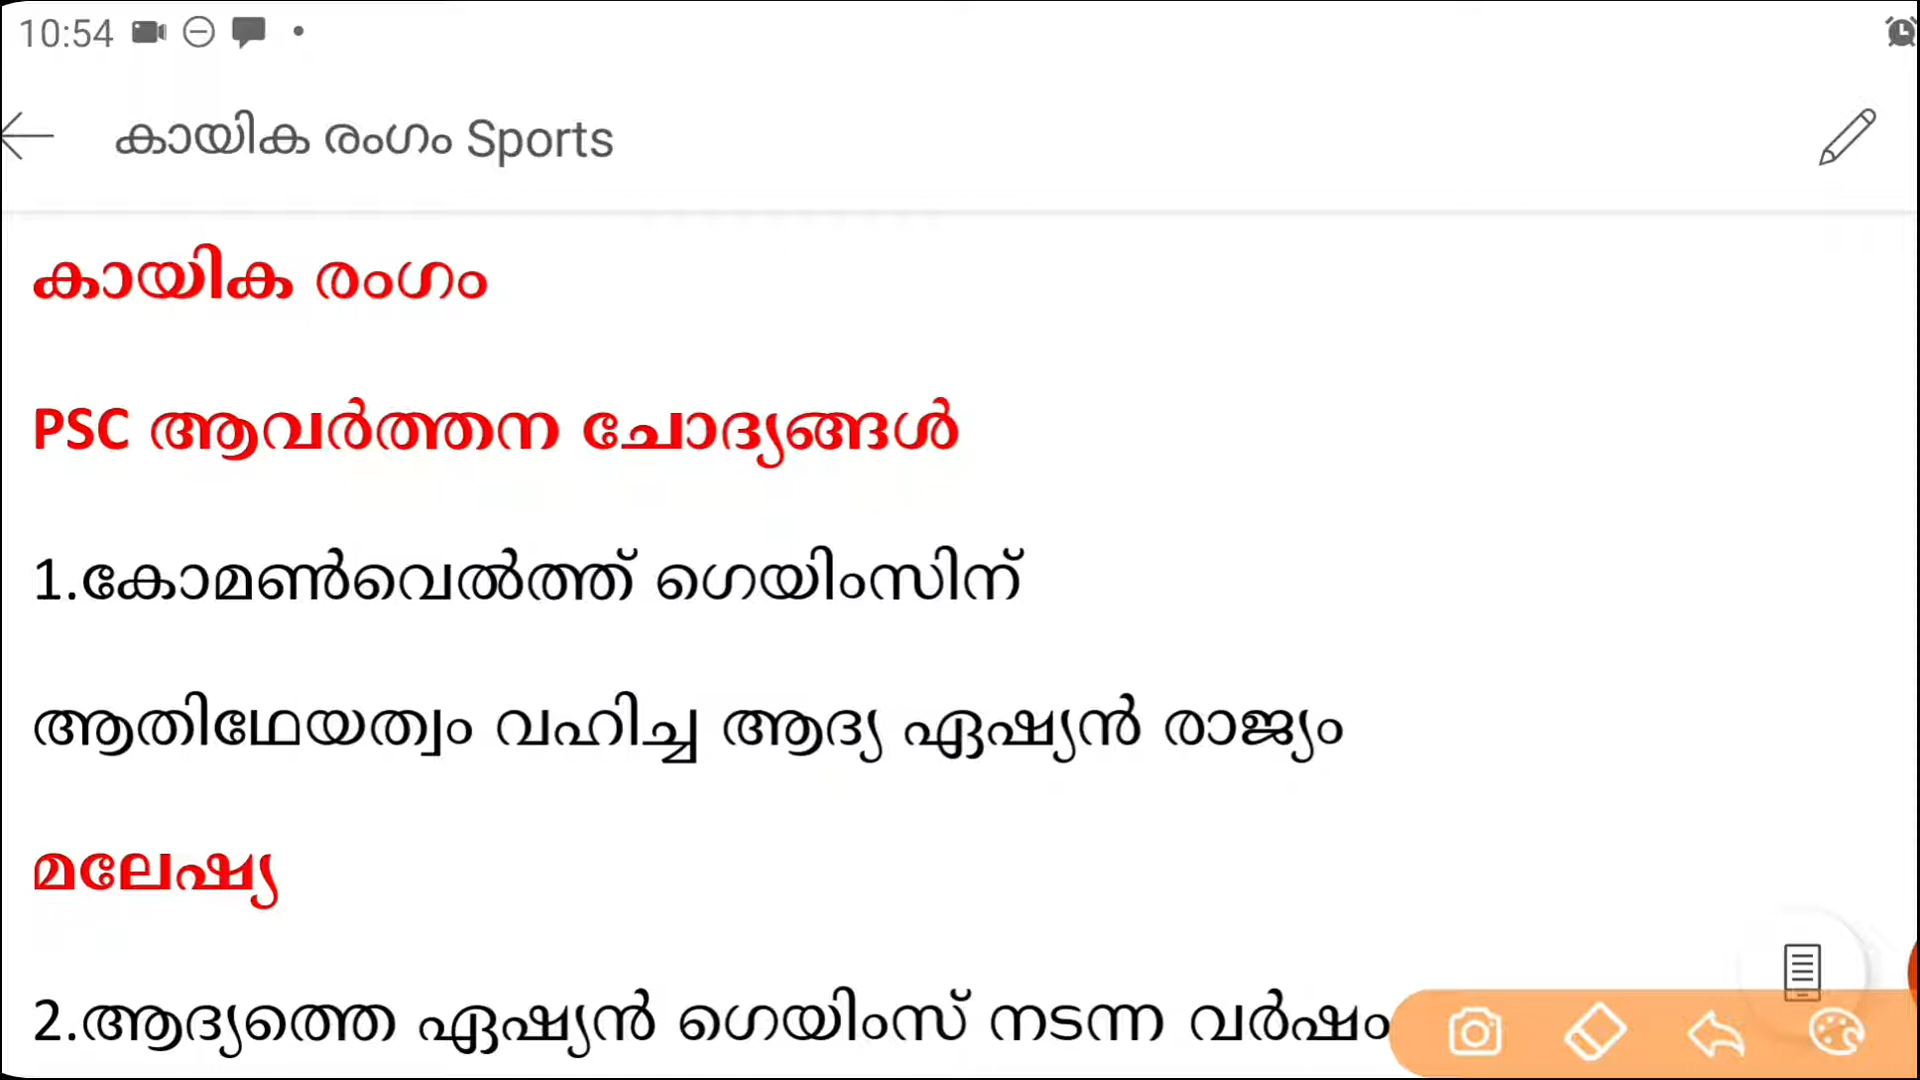 10:54
കായിക രംഗം Sports
കായിക രംഗം
PSC ആവർത്തന ചോദ്യങ്ങൾ
1.കോമൺവെൽത്ത് ഗെയിംസിന്
ആതിഥേയത്വം വഹിച്ച ആദ്യ ഏഷ്യൻ രാജ്യം
മലേഷ്യ
2.ആദ്യത്തെ ഏഷ്യൻ ഗെയിംസ് നടന്ന വർഷം